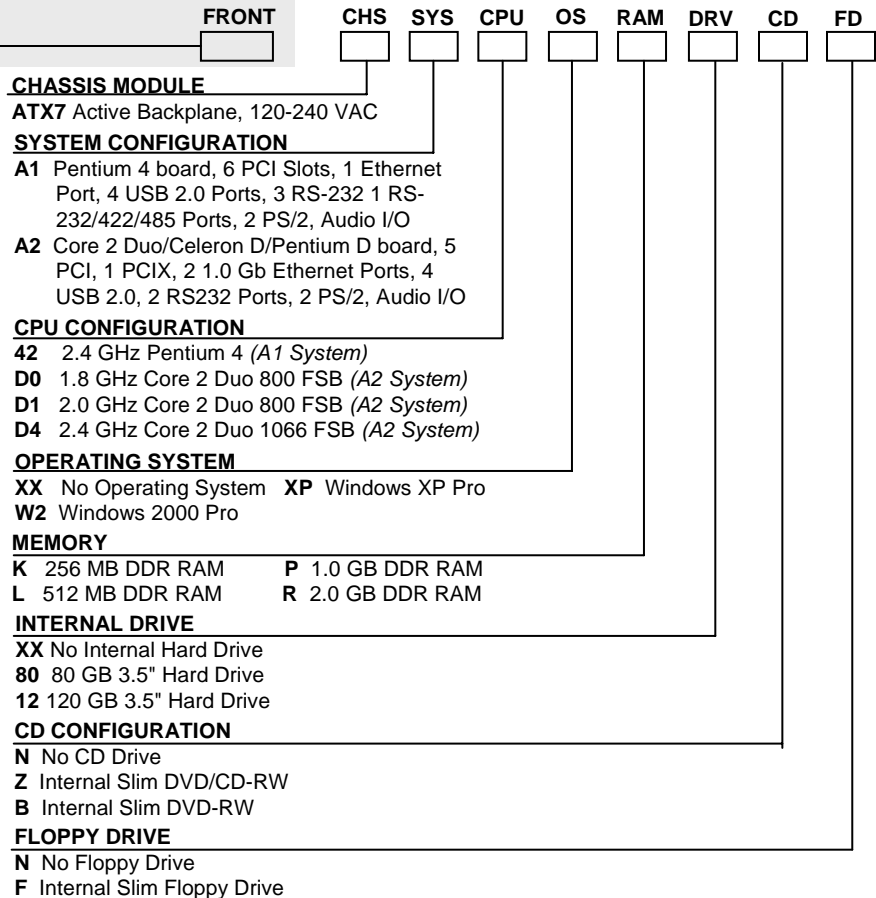 FRONT CHS SYS CPU OS RAM DRV CD FD
CHASSIS MODULE
ATX7 Active Backplane, 120-240 VAC
SYSTEM CONFIGURATION
A1 Pentium 4 board, 6 PCI Slots, 1 Ethernet
Port, 4 USB 2.0 Ports, 3 RS-232 1 RS-
232/422/485 Ports, 2 PS/2, Audio I/O
A2 Core 2 Duo/Celeron D/Pentium D board, 5
PCI, 1 PCIX, 2 1.0 Gb Ethernet Ports, 4
USB 2.0, 2 RS232 Ports, 2 PS/2, Audio I/O
CPU CONFIGURATION
42 2.4 GHz Pentium 4 (A1 System)
D0 1.8 GHz Core 2 Duo 800 FSB (A2 System)
D1 2.0 GHz Core 2 Duo 800 FSB (A2 System)
D4 2.4 GHz Core 2 Duo 1066 FSB (A2 System)
OPERATING SYSTEM
XX No Operating System XP Windows XP Pro
W2 Windows 2000 Pro
MEMORY
K 256 MB DDR RAM P 1.0 GB DDR RAM
L 512 MB DDR RAM R 2.0 GB DDR RAM
INTERNAL DRIVE
XX No Internal Hard Drive
80 80 GB 3.5" Hard Drive
12 120 GB 3.5" Hard Drive
CD CONFIGURATION
N No CD Drive
Z Internal Slim DVD/CD-RW
B Internal Slim DVD-RW
FLOPPY DRIVE
N No Floppy Drive
F Internal Slim Floppy Drive